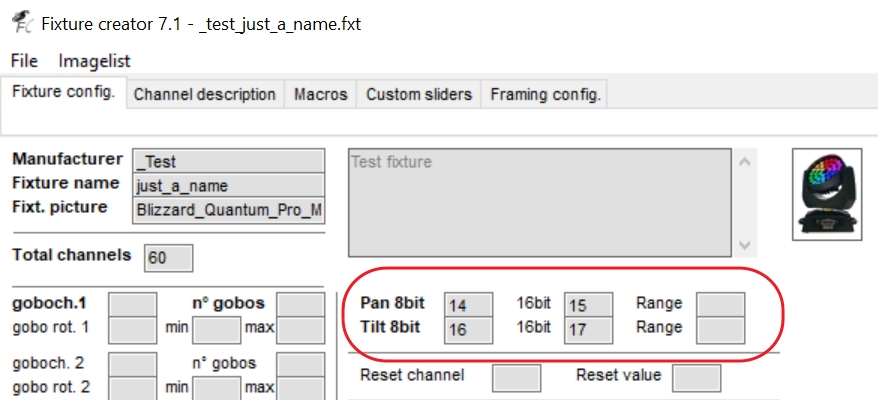 Fixture creator 7.1 - _test_just_a_name.fxt
File Imagelist
Fixture config. Channel description Macros Custom sliders Framing config.
Manufacturer _Test
Fixture name just_a_name
Fixt. picture Blizzard_Quantum_Pro_M
Test fixture
Total channels 60
goboch.1 n° gobos
gobo rot. 1 min max
goboch. 2 n° gobos
gobo rot. 2 min max
Pan 8bit 14 16bit 15 Range
Tilt 8bit 16 16bit 17 Range
Reset channel Reset value